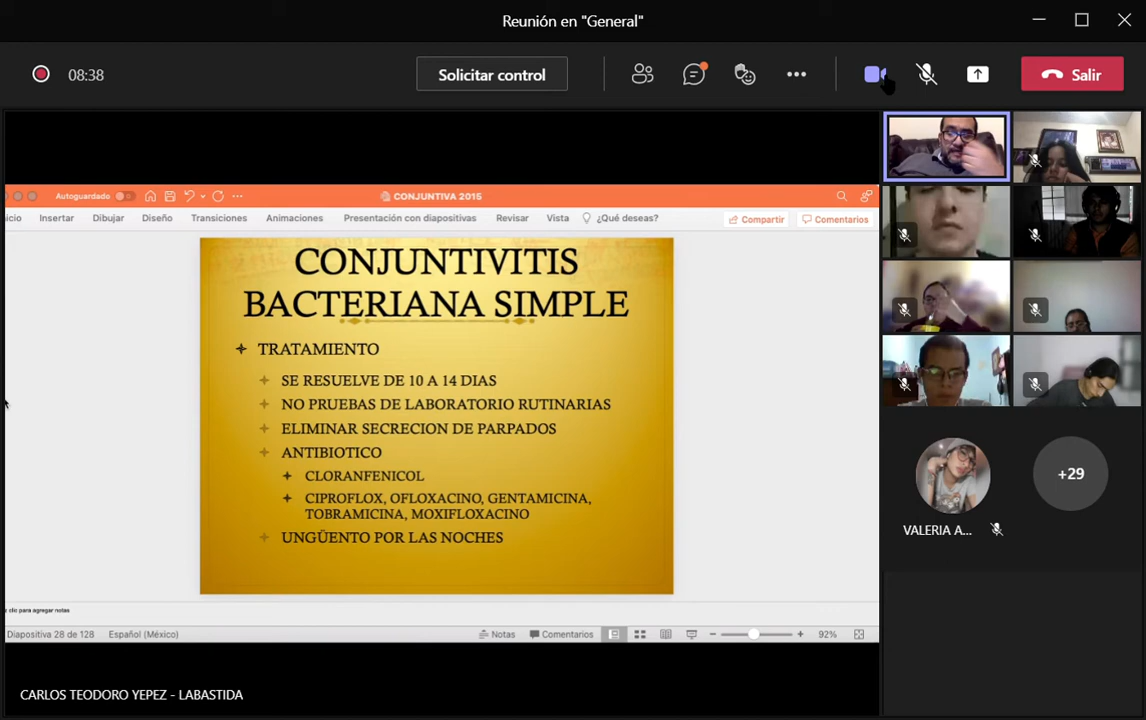 Reunión en "General"
08:38
Solicitar control
Salir
Autoguardado
CONJUNTIVA 2015
icio Insertar Dibujar Diseño Transiciones Animaciones Presentación con diapositivas Revisar Vista ¿Qué deseas? Compartir Comentarios
CONJUNTIVITIS
BACTERIANA SIMPLE
TRATAMIENTO
SE RESUELVE DE 10 A 14 DIAS
NO PRUEBAS DE LABORATORIO RUTINARIAS
ELIMINAR SECRECION DE PARPADOS
ANTIBIOTICO
CLORANFENICOL
CIPROFLOX, OFLOXACINO, GENTAMICINA,
TOBRAMICINA, MOXIFLOXACINO
UNGÜENTO POR LAS NOCHES
clic para agregar notas
Diapositiva 28 de 128 Español (México) Notas Comentarios 92%
CARLOS TEODORO YEPEZ - LABASTIDA
VALERIA A...
+29